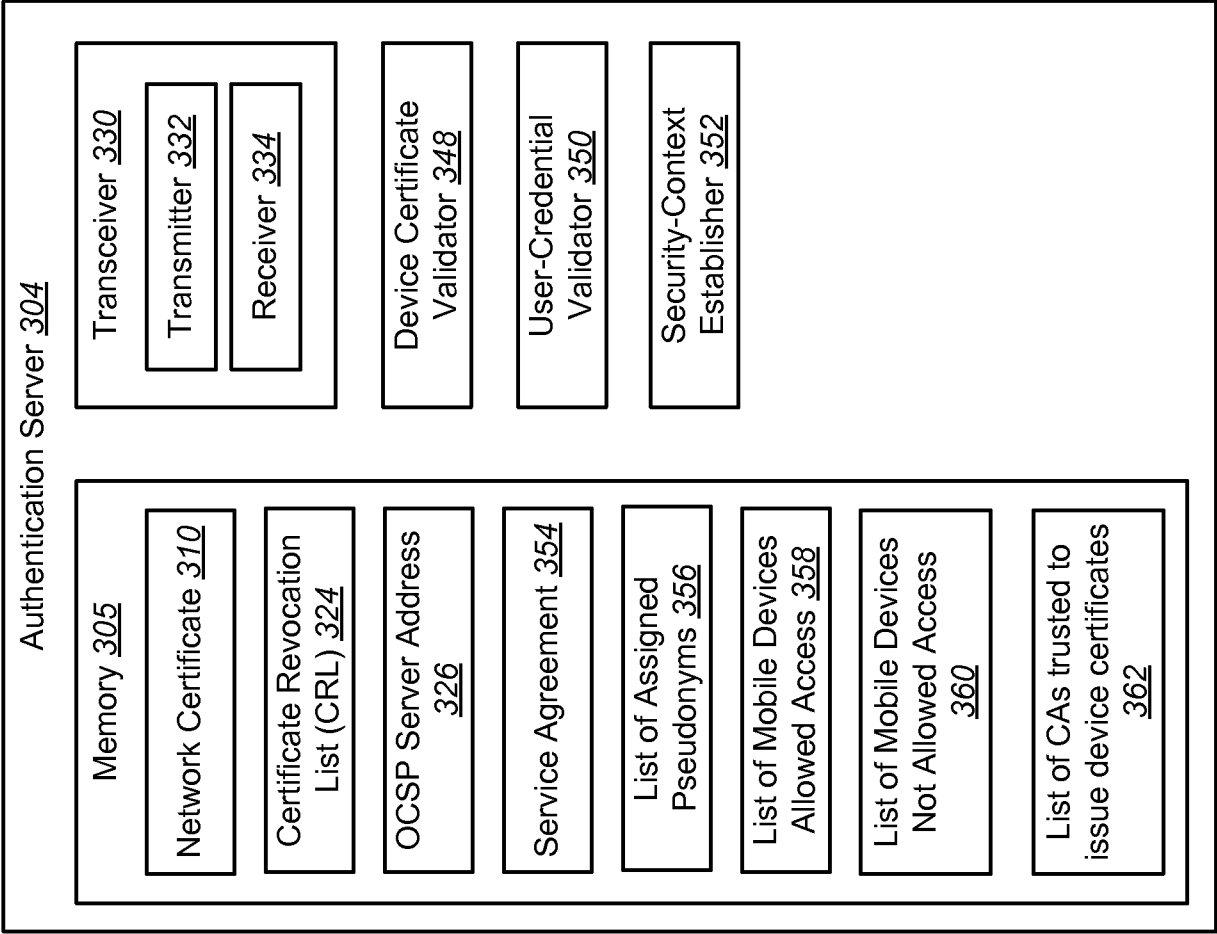 Authentication Server 304
Memory 305
Network Certificate 310
Certificate Revocation
List (CRL) 324
OCSP Server Address
326
Service Agreement 354
List of Assigned
Pseudonyms 356
List of Mobile Devices
Allowed Access 358
List of Mobile Devices
Not Allowed Access
360
List of CAs trusted to
issue device certificates
362
Transceiver 330
Transmitter 332
Receiver 334
Device Certificate
Validator 348
User-Credential
Validator 350
Security-Context
Establisher 352